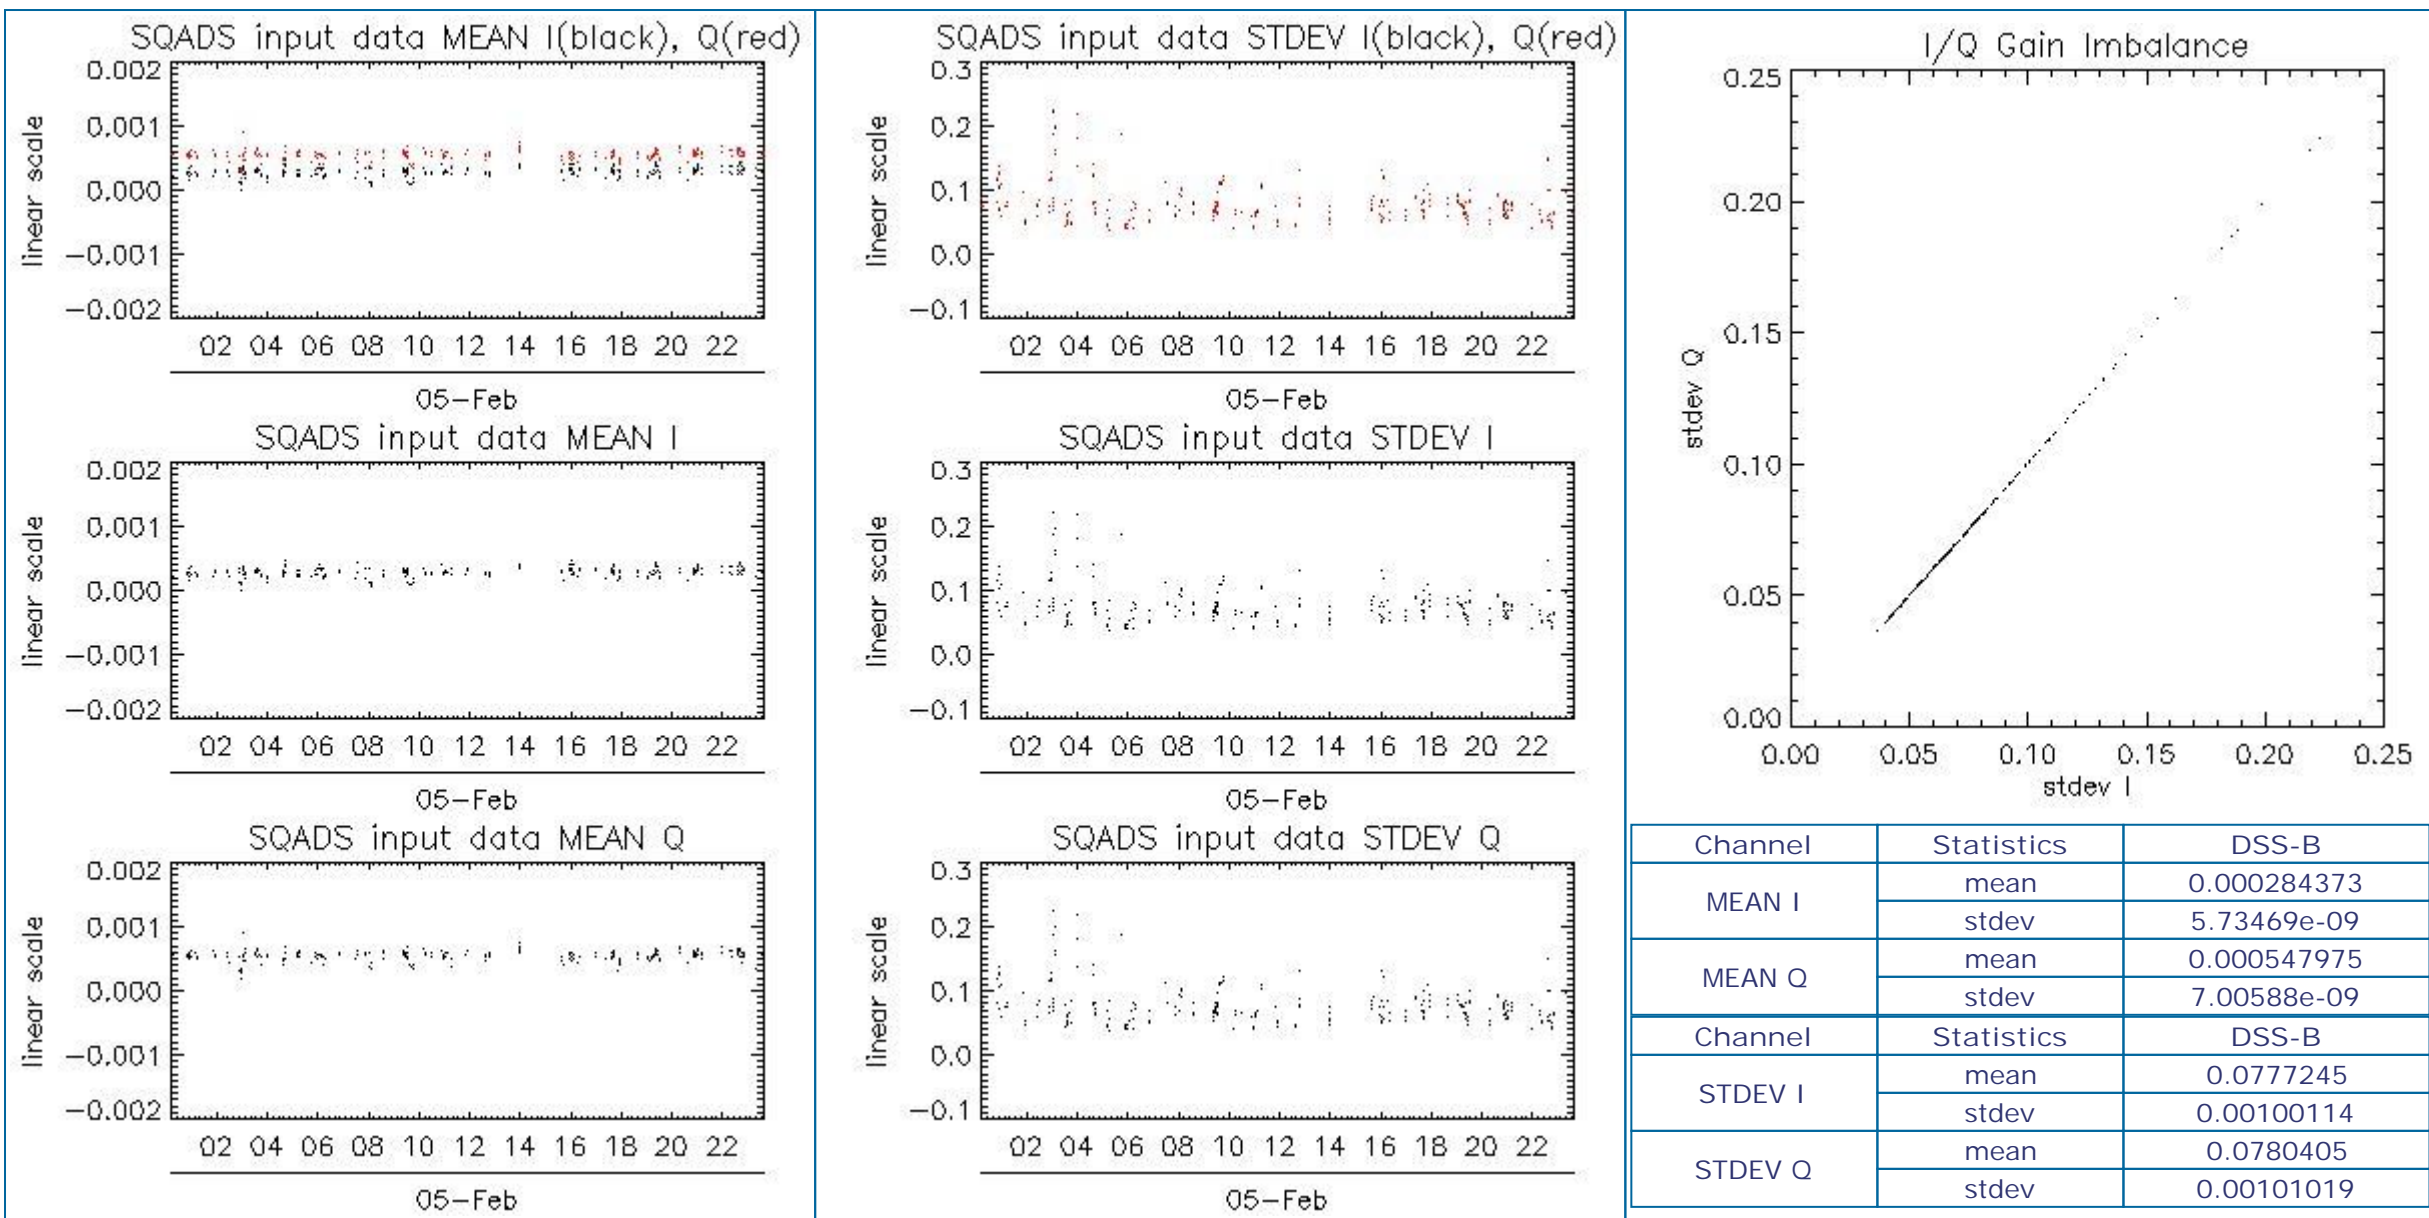 SQADS input data MEAN I(black), Q(red)
0.002
0.001
0.000
-0.001
-0.002
linear scale
02 04 06 08 10 12 14 16 18 20 22
05-Feb
SQADS input data MEAN I
0.002
0.001
0.000
-0.001
-0.002
linear scale
02 04 06 08 10 12 14 16 18 20 22
05-Feb
SQADS input data MEAN Q
0.002
0.001
0.000
-0.001
-0.002
linear scale
02 04 06 08 10 12 14 16 18 20 22
05-Feb
SQADS input data STDEV I(black), Q(red)
0.3
0.2
0.1
0.0
-0.1
linear scale
02 04 06 08 10 12 14 16 18 20 22
05-Feb
SQADS input data STDEV I
0.3
0.2
0.1
0.0
-0.1
linear scale
02 04 06 08 10 12 14 16 18 20 22
05-Feb
SQADS input data STDEV Q
0.3
0.2
0.1
0.0
-0.1
linear scale
02 04 06 08 10 12 14 16 18 20 22
05-Feb
I/Q Gain Imbalance
0.25
0.20
0.15
0.10
0.05
0.00
stdev Q
0.00 0.05 0.10 0.15 0.20 0.25
stdev I
Channel Statistics DSS-B
MEAN I mean 0.000284373
stdev 5.73469e-09
MEAN Q mean 0.000547975
stdev 7.00588e-09
Channel Statistics DSS-B
STDEV I mean 0.0777245
stdev 0.00100114
STDEV Q mean 0.0780405
stdev 0.00101019